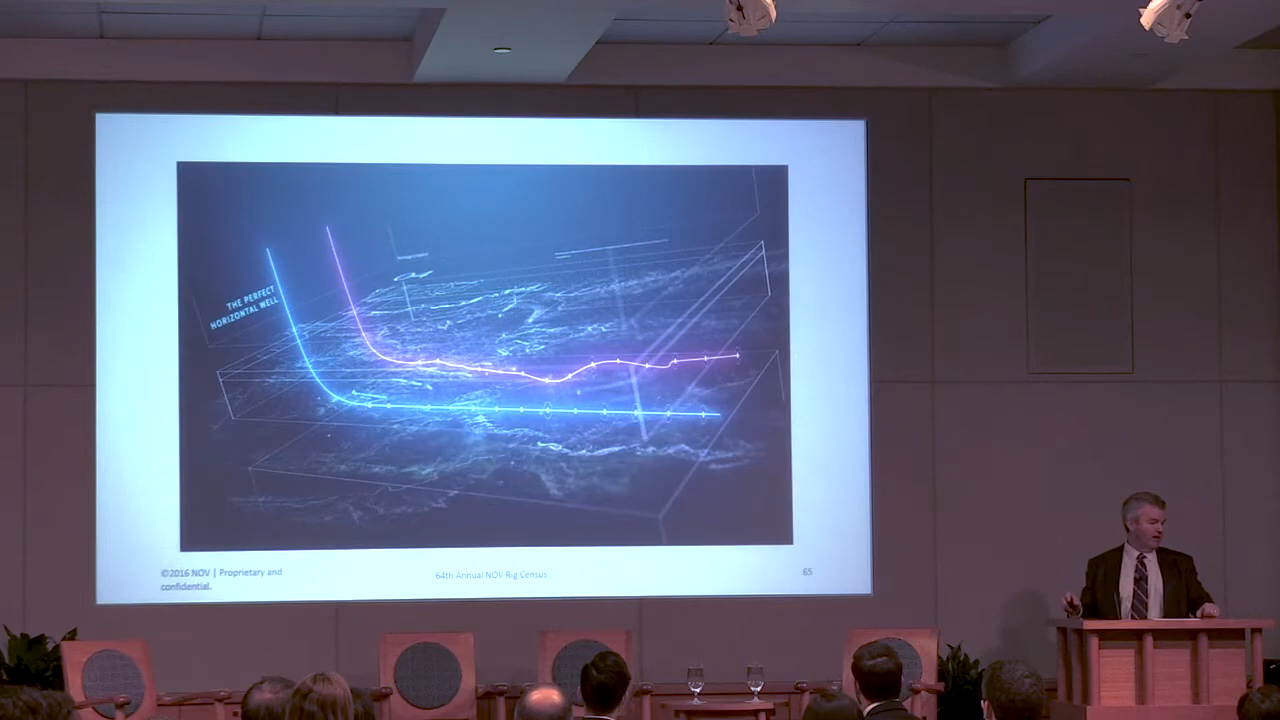 THE PERFECT
HORIZONTAL WELL
©2016 NOV | Proprietary and
confidential.
64th Annual NOV Rig Census
65